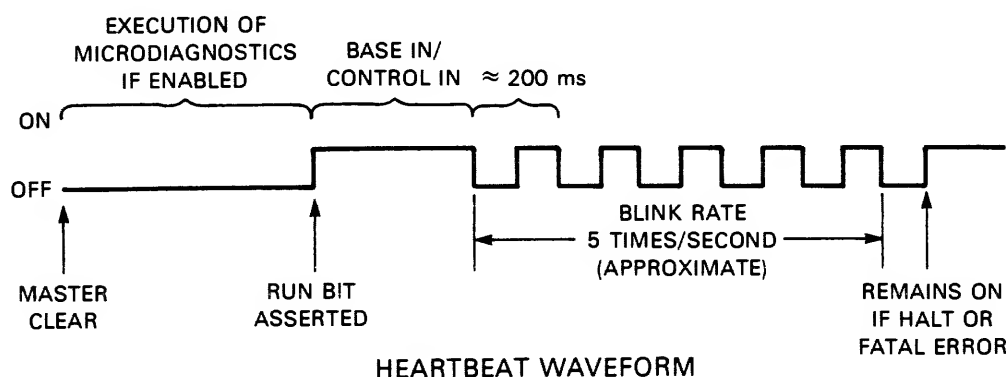 EXECUTION OF
MICRODIAGNOSTICS
IF ENABLED
BASE IN/
CONTROL IN
≈ 200 ms
ON
OFF
BLINK RATE
5 TIMES/SECOND
(APPROXIMATE)
MASTER
CLEAR
RUN BIT
ASSERTED
REMAINS ON
IF HALT OR
FATAL ERROR
HEARTBEAT WAVEFORM